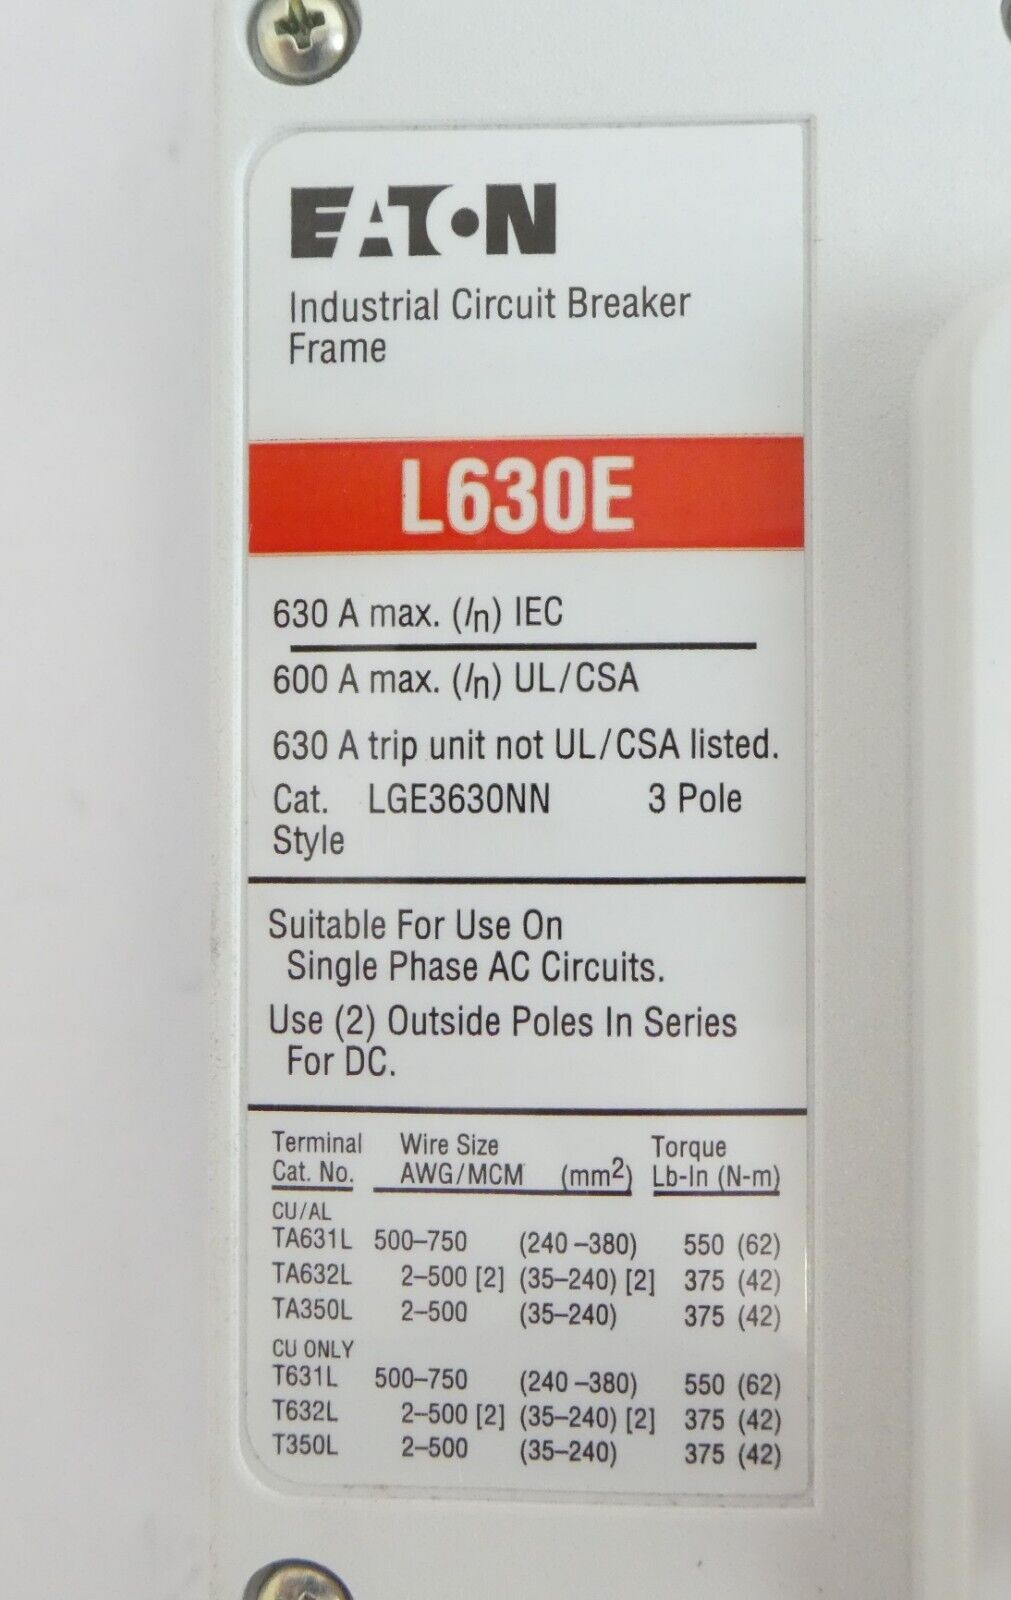 EATON
Industrial Circuit Breaker
Frame
L630E
630 A max. (In) IEC
600 A max. (In) UL/CSA
630 A trip unit not UL/CSA listed.
Cat. LGE3630NN 3 Pole
Style
Suitable For Use On
Single Phase AC Circuits.
Use (2) Outside Poles In Series
For DC.
Terminal Wire Size Torque
Cat. No. AWG/MCM (mm2) Lb-In (N-m)
CU/AL
TA631L 500–750 (240–380) 550 (62)
TA632L 2–500 [2] (35–240) [2] 375 (42)
TA350L 2–500 (35–240) 375 (42)
CU ONLY
T631L 500–750 (240–380) 550 (62)
T632L 2–500 [2] (35–240) [2] 375 (42)
T350L 2–500 (35–240) 375 (42)